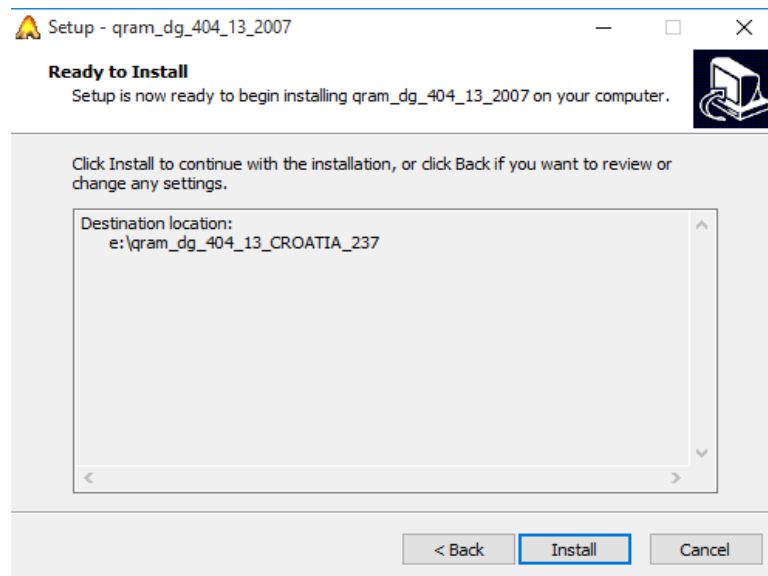 Setup - qram_dg_404_13_2007
Ready to Install
Setup is now ready to begin installing qram_dg_404_13_2007 on your computer.
Click Install to continue with the installation, or click Back if you want to review or
change any settings.
Destination location:
e:\qram_dg_404_13_CROATIA_237
< Back
Install
Cancel